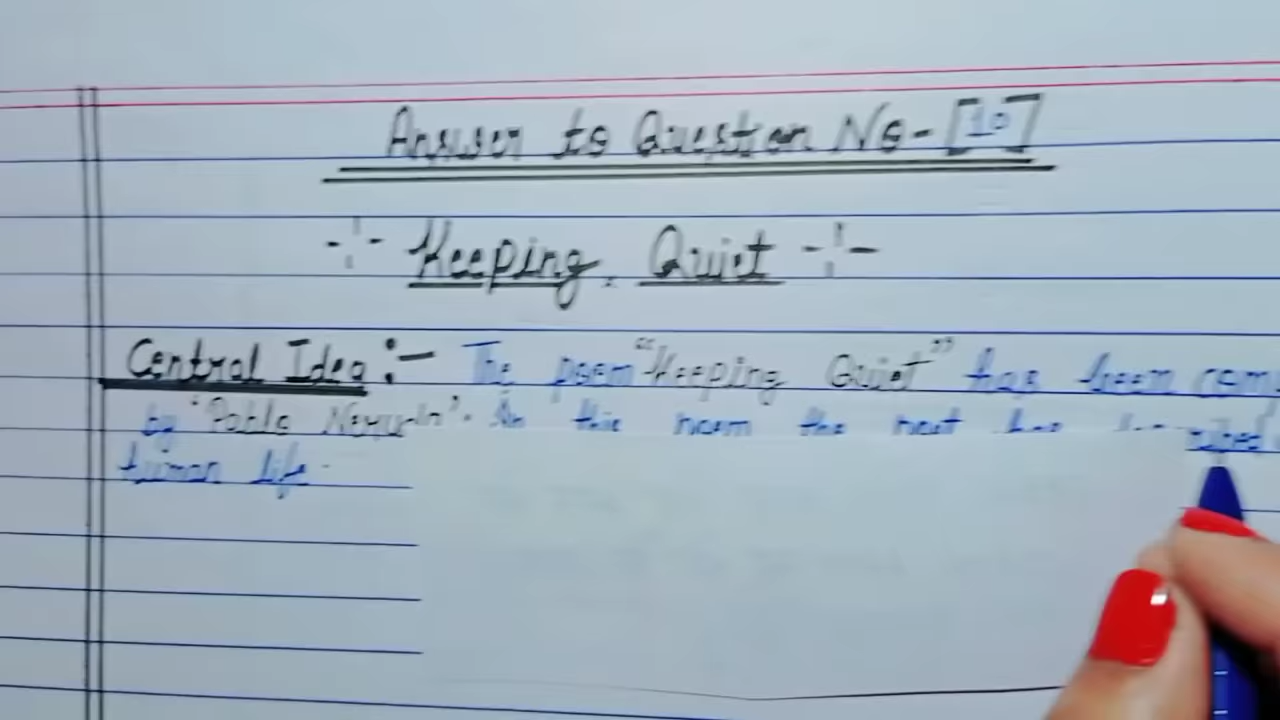 Answer to Question No-[10]
Keeping Quiet
Central Idea :- The poem "Keeping Quiet" has been
by "Pablo Neruda". In this poem the poet has
human life.